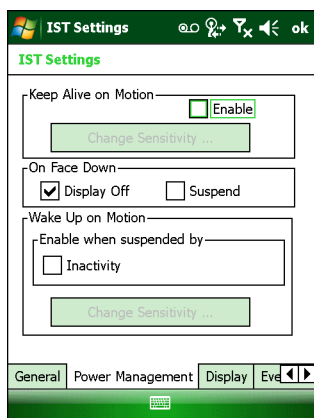 IST Settings ok
IST Settings
Keep Alive on Motion
Enable
Change Sensitivity ...
On Face Down
Display Off Suspend
Wake Up on Motion
Enable when suspended by
Inactivity
Change Sensitivity ...
General Power Management Display Eve